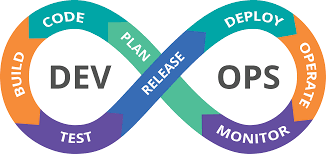 CODE
DEPLOY
PLAN
BUILD
DEV
RELEASE
OPS
OPERATE
TEST
MONITOR